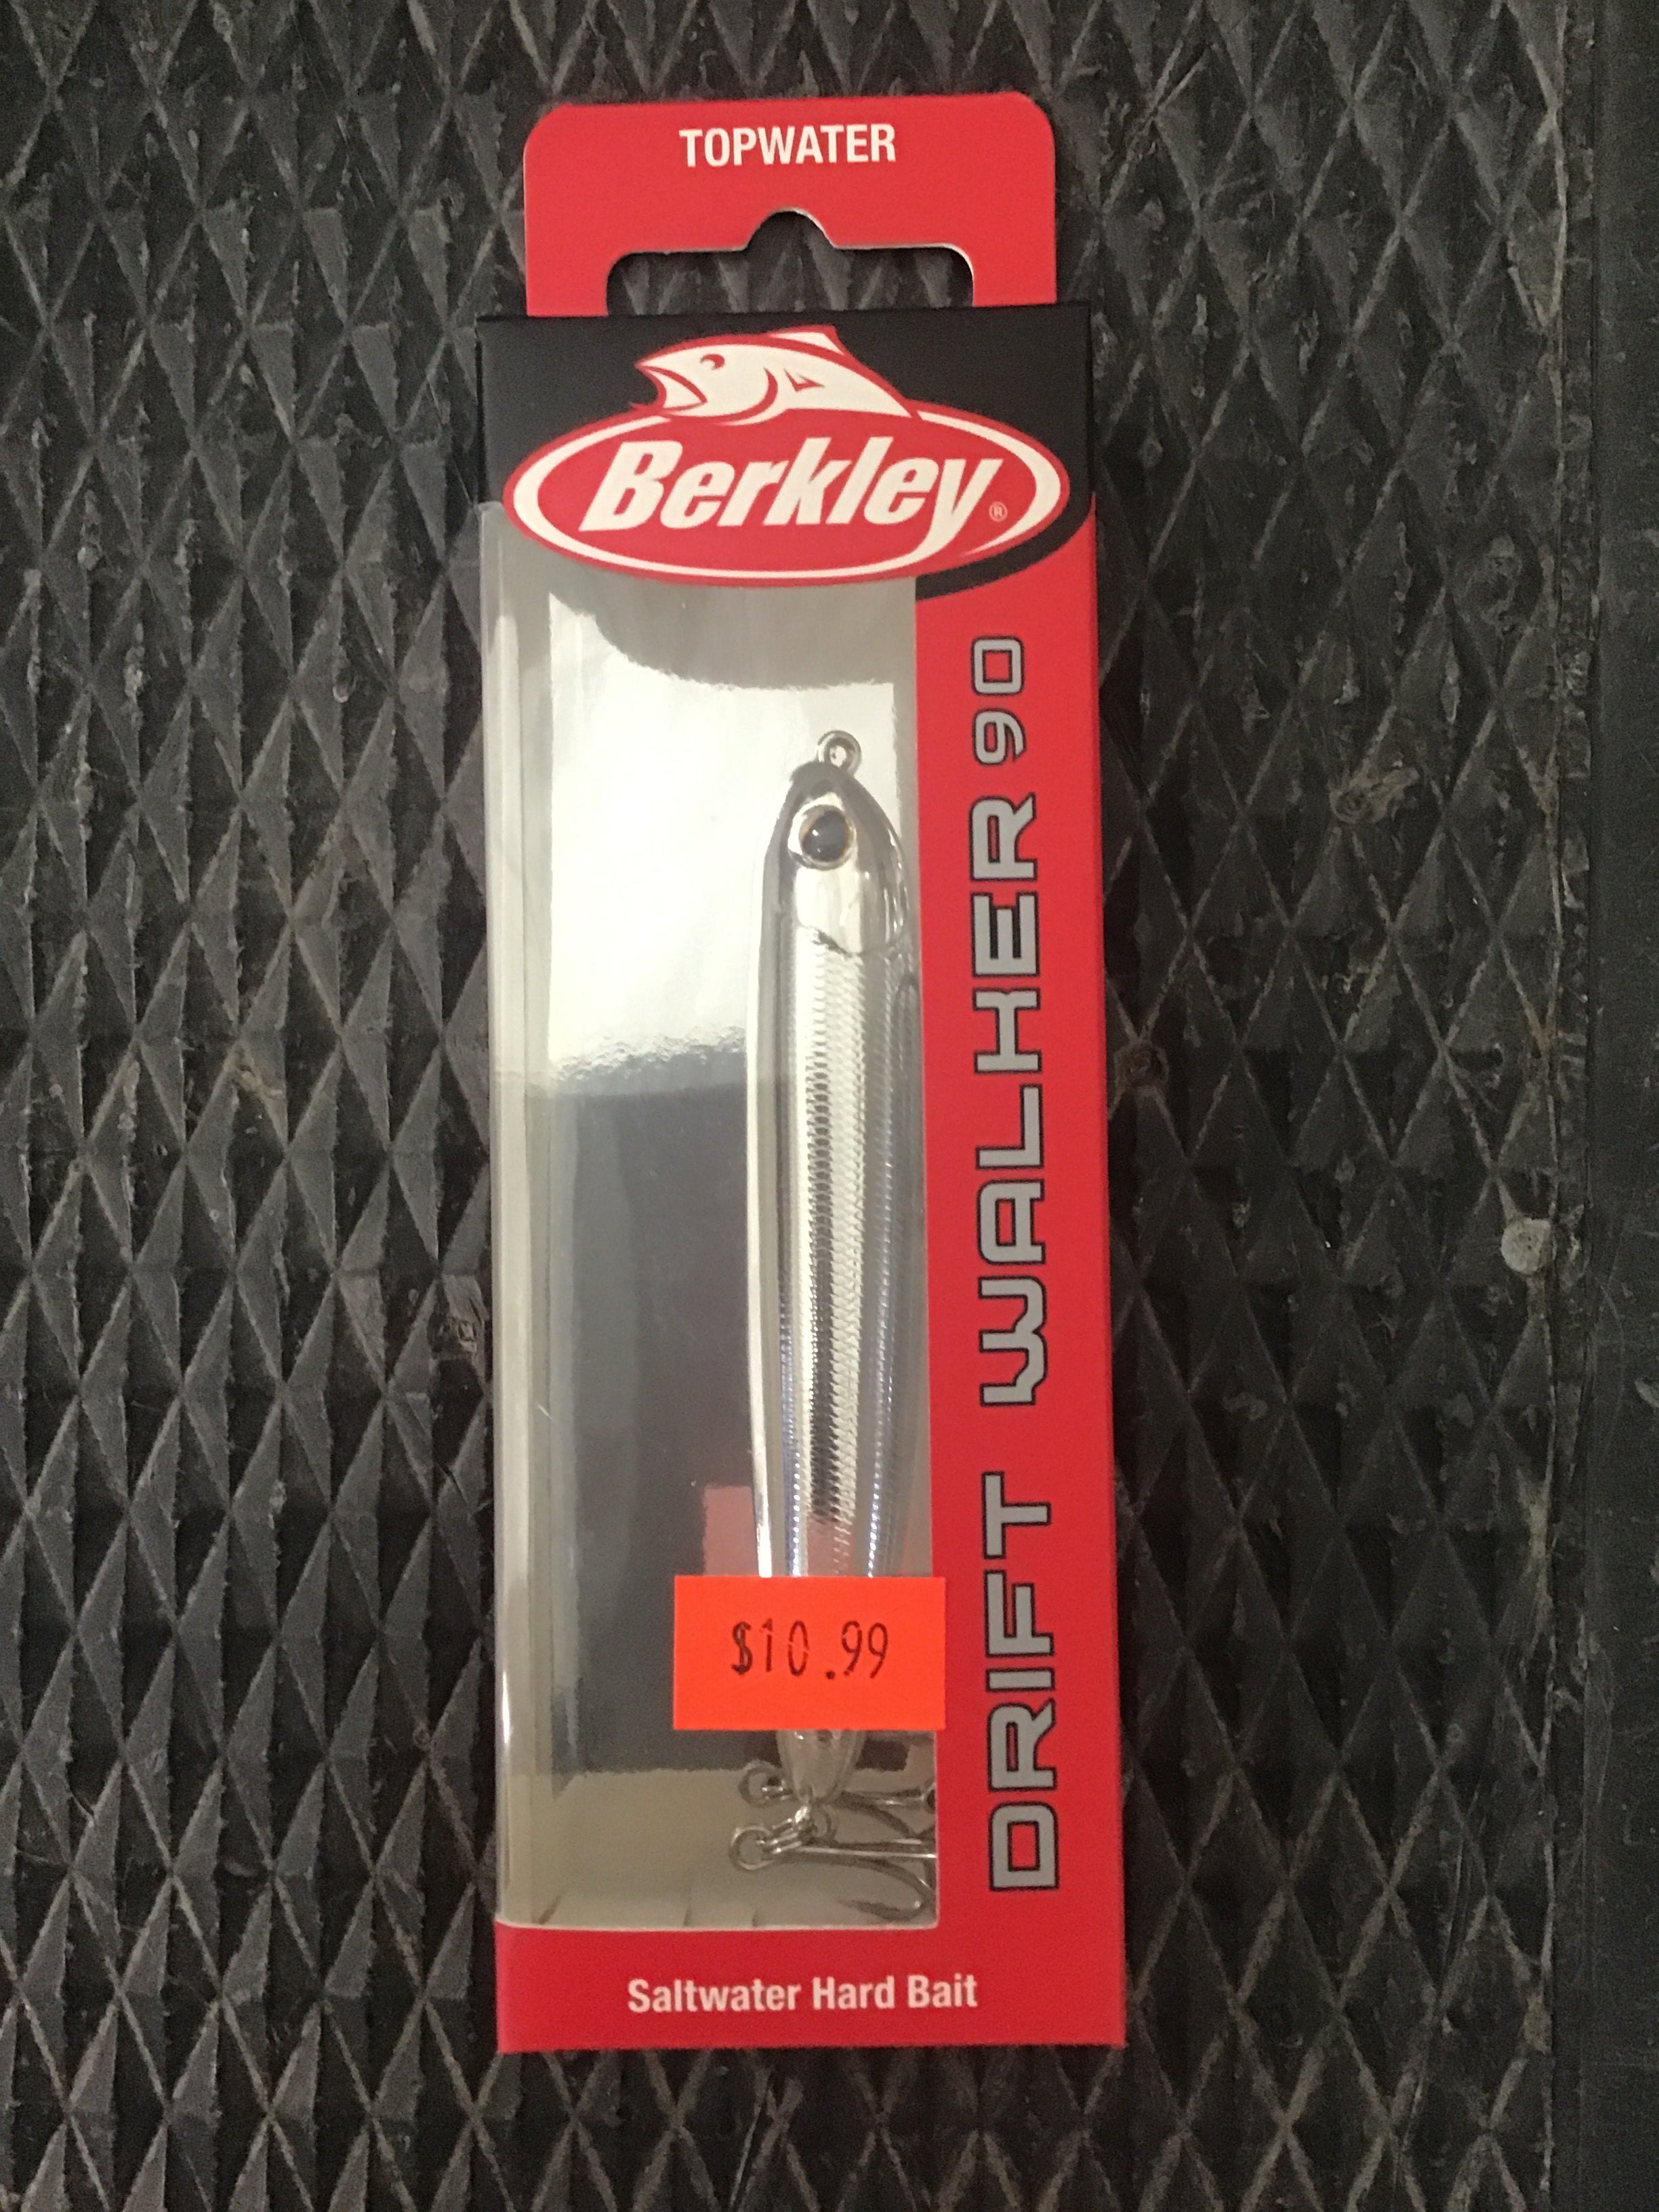 TOPWATER
Berkley®
DRIFT WALKER 90
$10.99
Saltwater Hard Bait